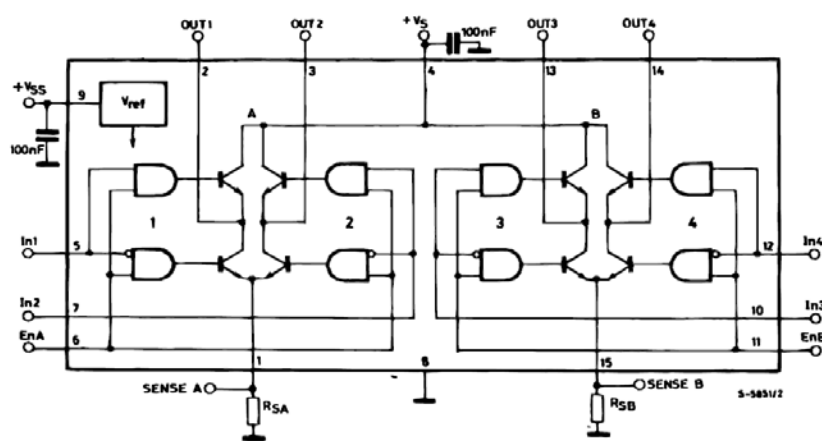 OUT1 OUT2 +VS 100nF OUT3 OUT4
2 3 4 13 14
+VSS 9 Vref A B
100nF
1 2 3 4
In1 5 12 In4
In2 7 10 In3
EnA 6 11 EnB
1 8 15
SENSE A SENSE B S-5851/2
RSA RSB